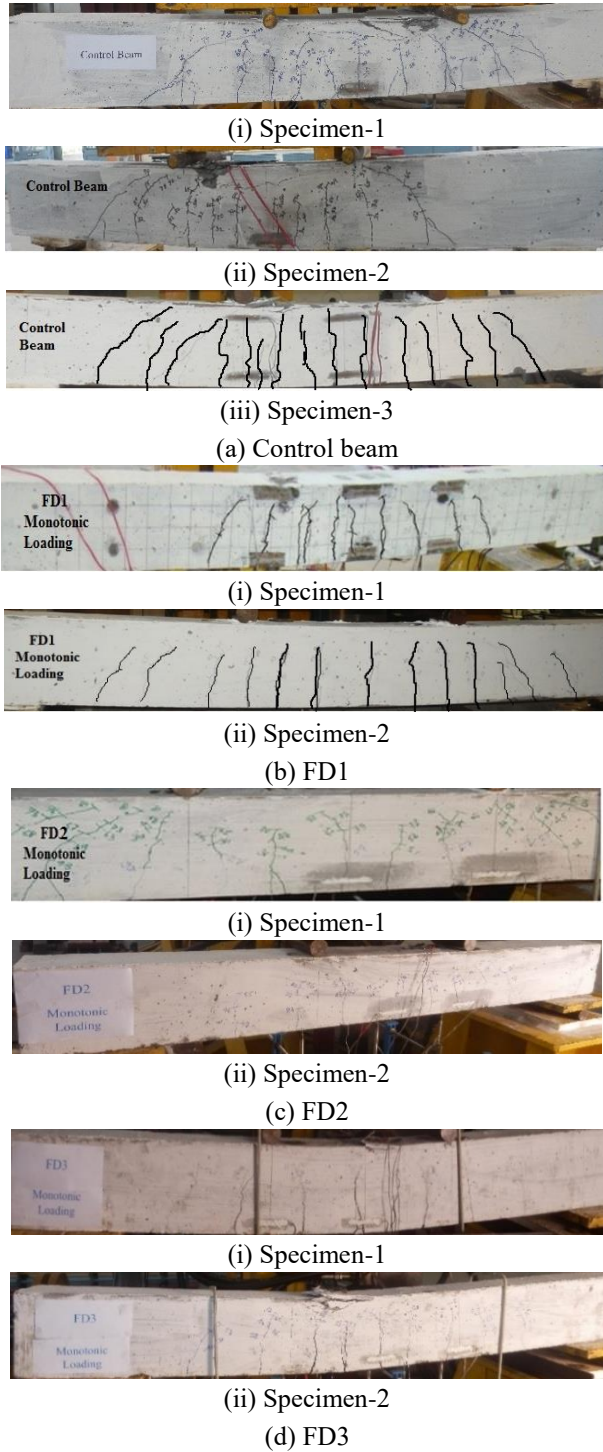 Control Beam
(i) Specimen-1
Control Beam
(ii) Specimen-2
Control
Beam
(iii) Specimen-3
(a) Control beam
FD1
Monotonic
Loading
(i) Specimen-1
FD1
Monotonic
Loading
(ii) Specimen-2
(b) FD1
FD2
Monotonic
Loading
(i) Specimen-1
FD2
Monotonic
Loading
(ii) Specimen-2
(c) FD2
FD3
Monotonic
Loading
(i) Specimen-1
FD3
Monotonic
Loading
(ii) Specimen-2
(d) FD3